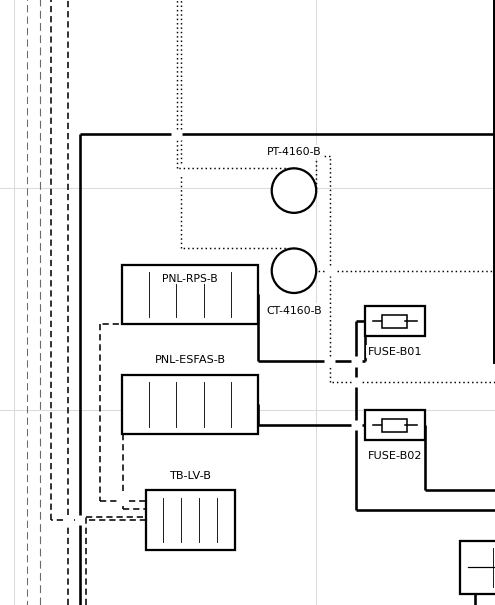 PT-4160-B
PNL-RPS-B
CT-4160-B
FUSE-B01
PNL-ESFAS-B
FUSE-B02
TB-LV-B